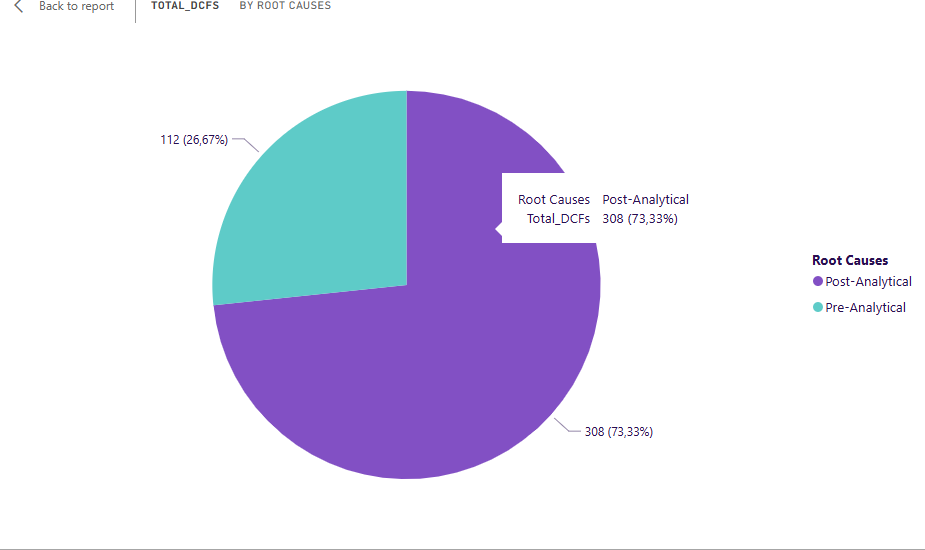 Back to report
TOTAL_DCFS BY ROOT CAUSES
112 (26,67%)
Root Causes Post-Analytical
Total_DCFs 308 (73,33%)
Root Causes
Post-Analytical
Pre-Analytical
308 (73,33%)